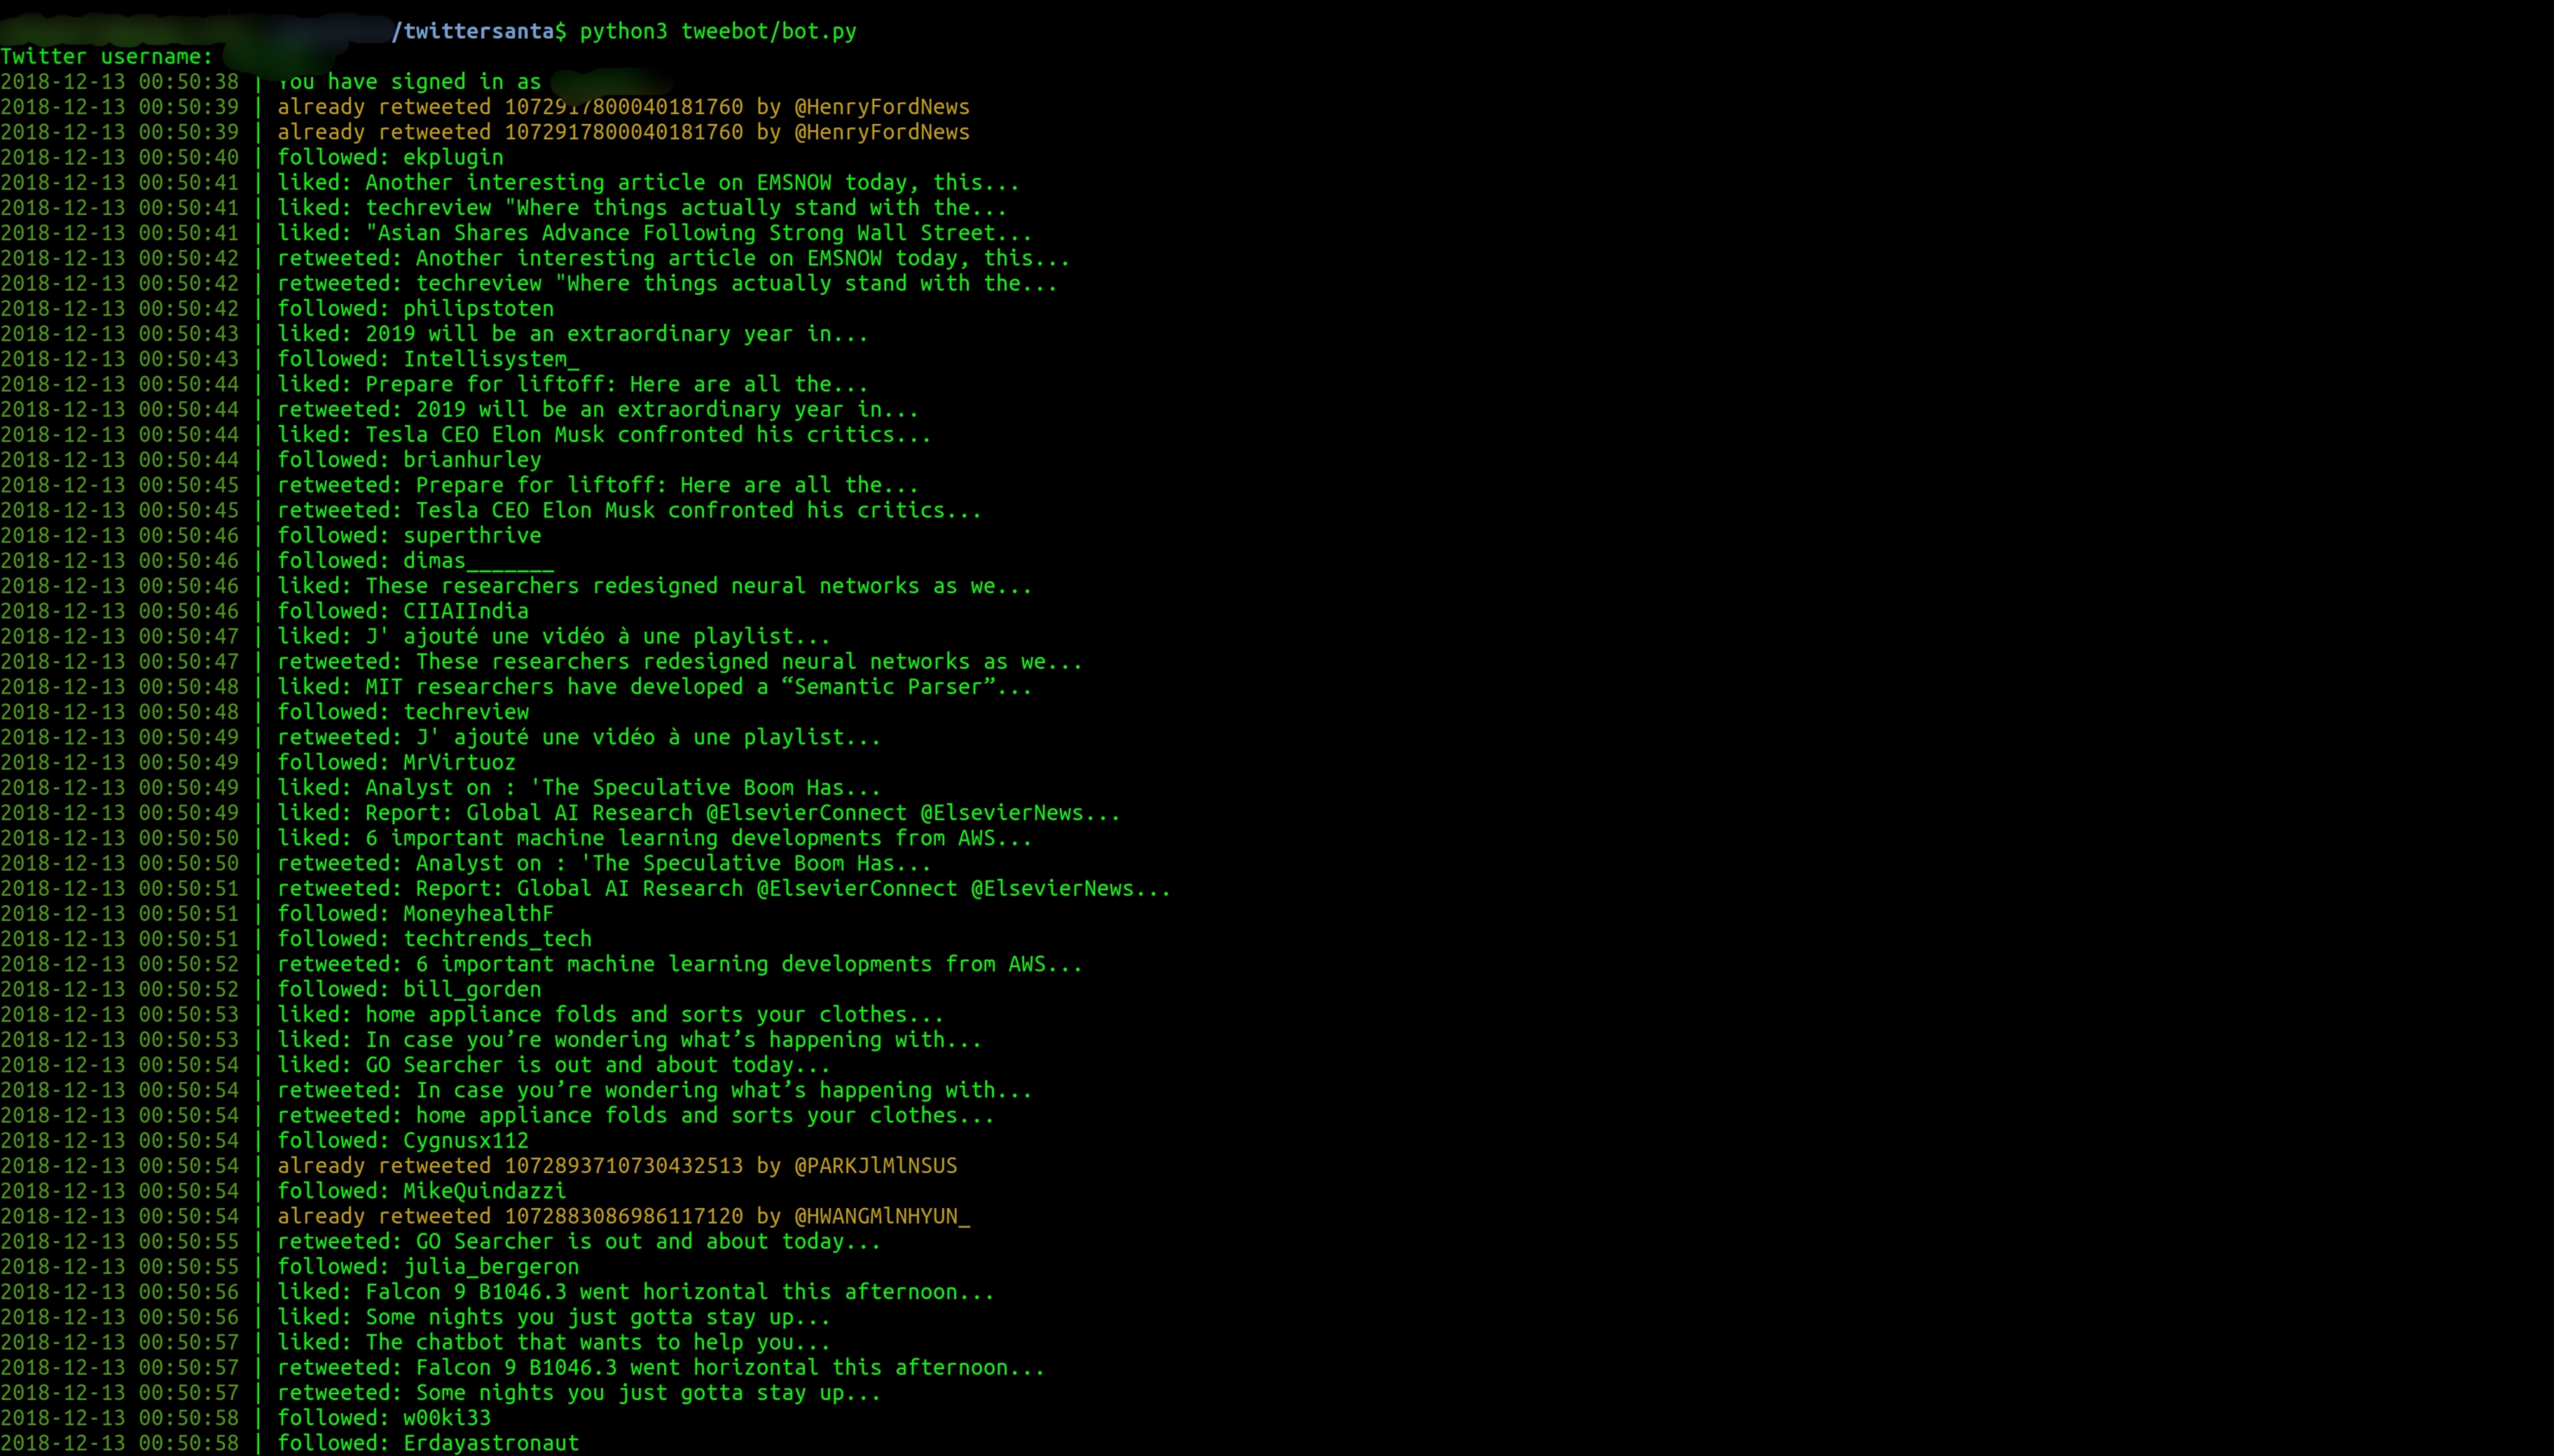 /twittersanta$ python3 tweebot/bot.py
Twitter username:
2018-12-13 00:50:38 | You have signed in as
2018-12-13 00:50:39 | already retweeted 1072917800040181760 by @HenryFordNews
2018-12-13 00:50:39 | already retweeted 1072917800040181760 by @HenryFordNews
2018-12-13 00:50:40 | followed: ekplugin
2018-12-13 00:50:41 | liked: Another interesting article on EMSNOW today, this...
2018-12-13 00:50:41 | liked: techreview "Where things actually stand with the...
2018-12-13 00:50:41 | liked: "Asian Shares Advance Following Strong Wall Street...
2018-12-13 00:50:42 | retweeted: Another interesting article on EMSNOW today, this...
2018-12-13 00:50:42 | retweeted: techreview "Where things actually stand with the...
2018-12-13 00:50:42 | followed: philipstoten
2018-12-13 00:50:43 | liked: 2019 will be an extraordinary year in...
2018-12-13 00:50:43 | followed: Intellisystem_
2018-12-13 00:50:44 | liked: Prepare for liftoff: Here are all the...
2018-12-13 00:50:44 | retweeted: 2019 will be an extraordinary year in...
2018-12-13 00:50:44 | liked: Tesla CEO Elon Musk confronted his critics...
2018-12-13 00:50:44 | followed: brianhurley
2018-12-13 00:50:45 | retweeted: Prepare for liftoff: Here are all the...
2018-12-13 00:50:45 | retweeted: Tesla CEO Elon Musk confronted his critics...
2018-12-13 00:50:46 | followed: superthrive
2018-12-13 00:50:46 | followed: dimas_______
2018-12-13 00:50:46 | liked: These researchers redesigned neural networks as we...
2018-12-13 00:50:46 | followed: CIIAIIndia
2018-12-13 00:50:47 | liked: J' ajouté une vidéo à une playlist...
2018-12-13 00:50:47 | retweeted: These researchers redesigned neural networks as we...
2018-12-13 00:50:48 | liked: MIT researchers have developed a “Semantic Parser”...
2018-12-13 00:50:48 | followed: techreview
2018-12-13 00:50:49 | retweeted: J' ajouté une vidéo à une playlist...
2018-12-13 00:50:49 | followed: MrVirtuoz
2018-12-13 00:50:49 | liked: Analyst on : 'The Speculative Boom Has...
2018-12-13 00:50:49 | liked: Report: Global AI Research @ElsevierConnect @ElsevierNews...
2018-12-13 00:50:50 | liked: 6 important machine learning developments from AWS...
2018-12-13 00:50:50 | retweeted: Analyst on : 'The Speculative Boom Has...
2018-12-13 00:50:51 | retweeted: Report: Global AI Research @ElsevierConnect @ElsevierNews...
2018-12-13 00:50:51 | followed: MoneyhealthF
2018-12-13 00:50:51 | followed: techtrends_tech
2018-12-13 00:50:52 | retweeted: 6 important machine learning developments from AWS...
2018-12-13 00:50:52 | followed: bill_gorden
2018-12-13 00:50:53 | liked: home appliance folds and sorts your clothes...
2018-12-13 00:50:53 | liked: In case you’re wondering what’s happening with...
2018-12-13 00:50:54 | liked: GO Searcher is out and about today...
2018-12-13 00:50:54 | retweeted: In case you’re wondering what’s happening with...
2018-12-13 00:50:54 | retweeted: home appliance folds and sorts your clothes...
2018-12-13 00:50:54 | followed: Cygnusx112
2018-12-13 00:50:54 | already retweeted 1072893710730432513 by @PARKJlMlNSUS
2018-12-13 00:50:54 | followed: MikeQuindazzi
2018-12-13 00:50:54 | already retweeted 1072883086986117120 by @HWANGMlNHYUN_
2018-12-13 00:50:55 | retweeted: GO Searcher is out and about today...
2018-12-13 00:50:55 | followed: julia_bergeron
2018-12-13 00:50:56 | liked: Falcon 9 B1046.3 went horizontal this afternoon...
2018-12-13 00:50:56 | liked: Some nights you just gotta stay up...
2018-12-13 00:50:57 | liked: The chatbot that wants to help you...
2018-12-13 00:50:57 | retweeted: Falcon 9 B1046.3 went horizontal this afternoon...
2018-12-13 00:50:57 | retweeted: Some nights you just gotta stay up...
2018-12-13 00:50:58 | followed: w00ki33
2018-12-13 00:50:58 | followed: Erdayastronaut